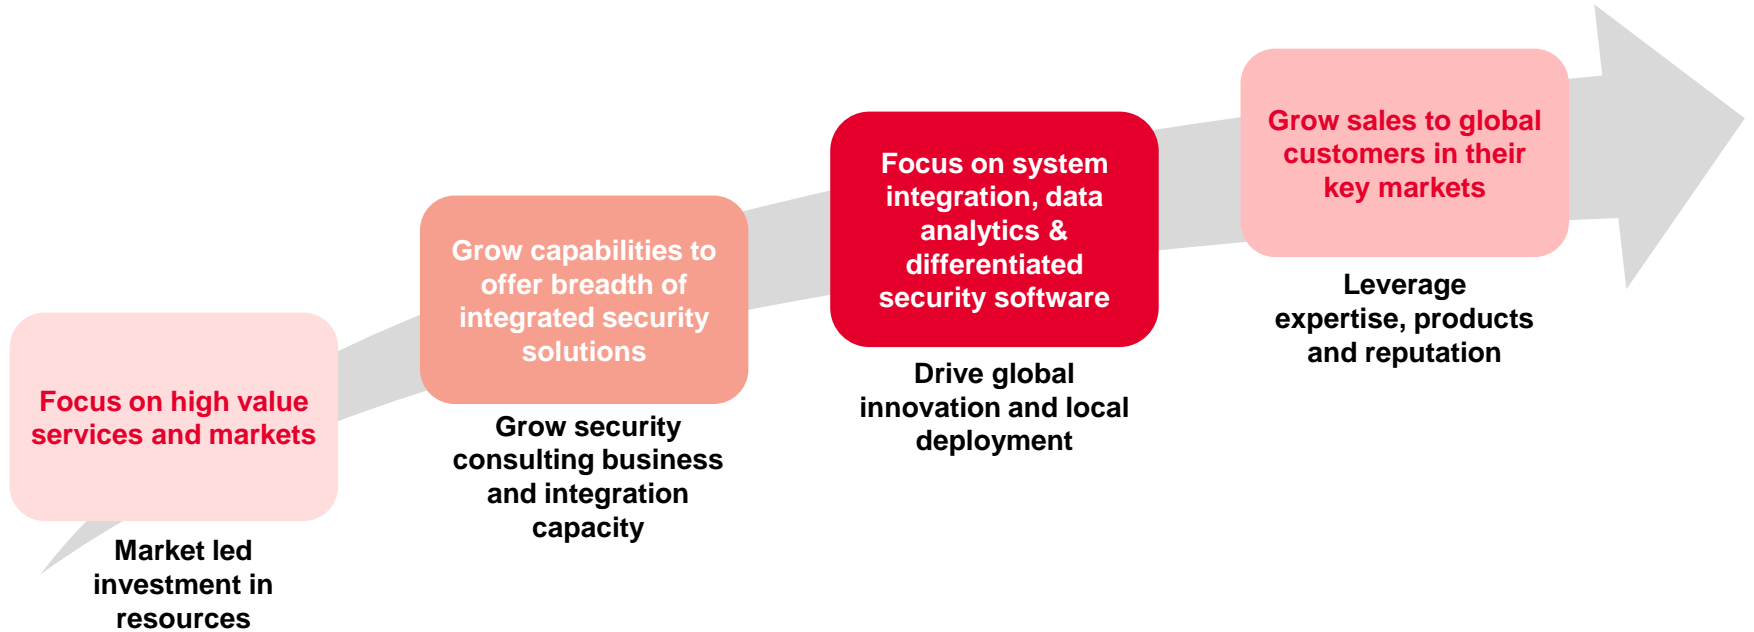 Focus on high value
services and markets
Market led
investment in
resources
Grow capabilities to
offer breadth of
integrated security
solutions
Grow security
consulting business
and integration
capacity
Focus on system
integration, data
analytics &
differentiated
security software
Drive global
innovation and local
deployment
Grow sales to global
customers in their
key markets
Leverage
expertise, products
and reputation